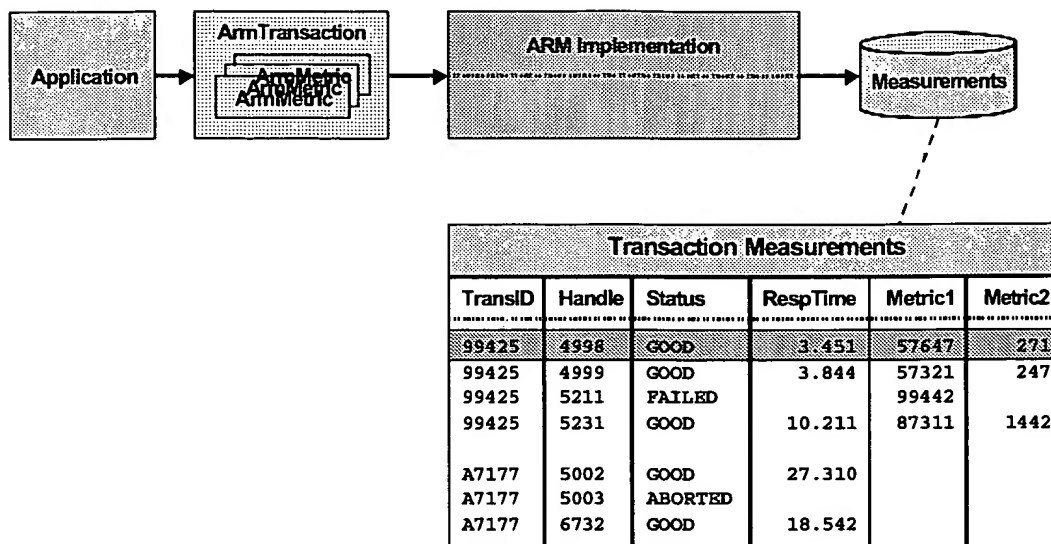 Application
ArmTransaction
ArmMetric
ArmMetric
ArmMetric
ARM Implementation
Measurements
Transaction Measurements
TransID Handle Status RespTime Metric1 Metric2
99425 4998 GOOD 3.451 57647 271
99425 4999 GOOD 3.844 57321 247
99425 5211 FAILED 99442
99425 5231 GOOD 10.211 87311 1442
A7177 5002 GOOD 27.310
A7177 5003 ABORTED
A7177 6732 GOOD 18.542